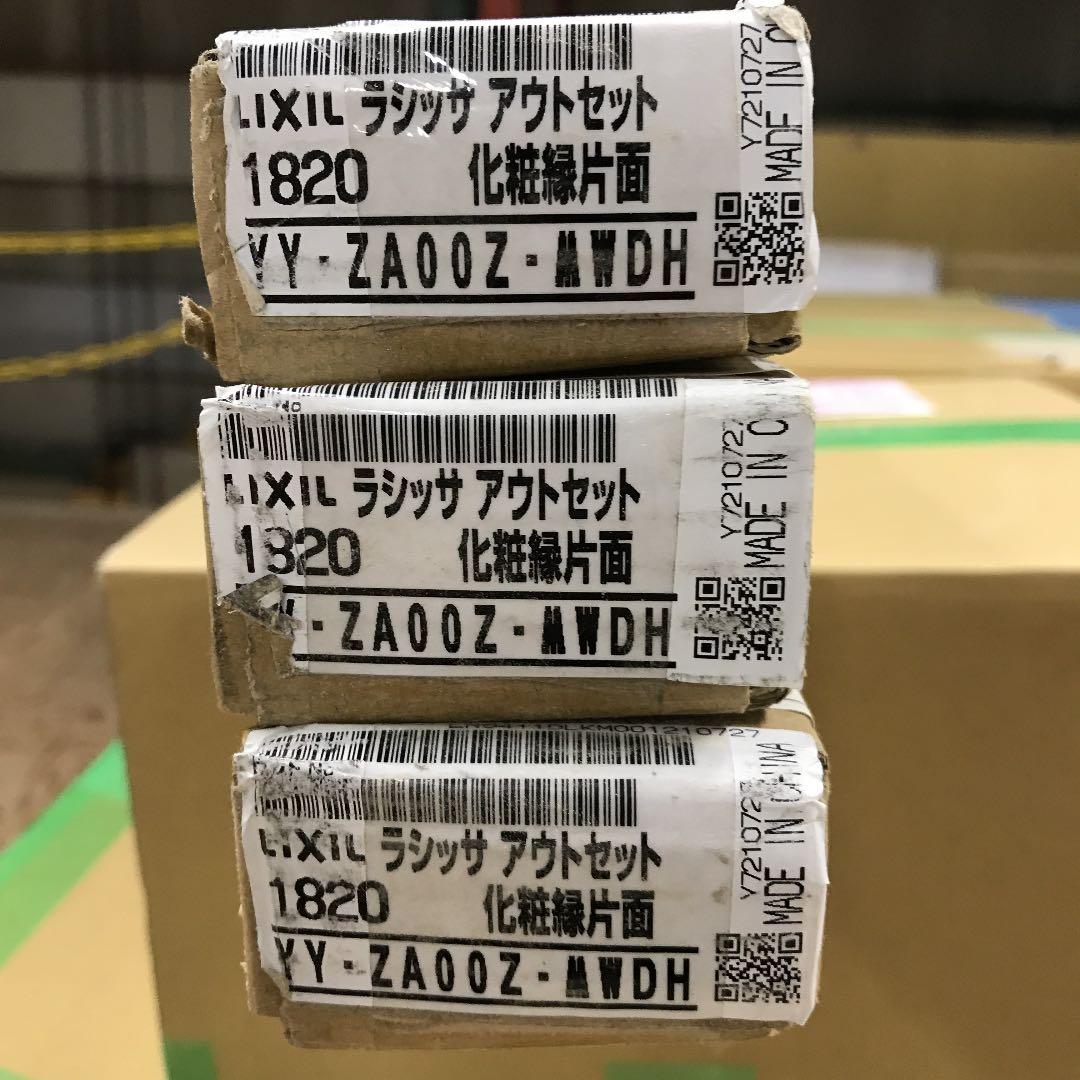 LIXIL ラシッサ アウトセット
1820 化粧縁片面
YY-ZA00Z-MWDH
Y7210727
MADE IN
LIXIL ラシッサ アウトセット
1820 化粧縁片面
-ZA00Z-MWDH
Y7210727
MADE IN
LIXIL ラシッサ アウトセット
1820 化粧縁片面
YY-ZA00Z-MWDH
Y721072
MADE IN CHINA